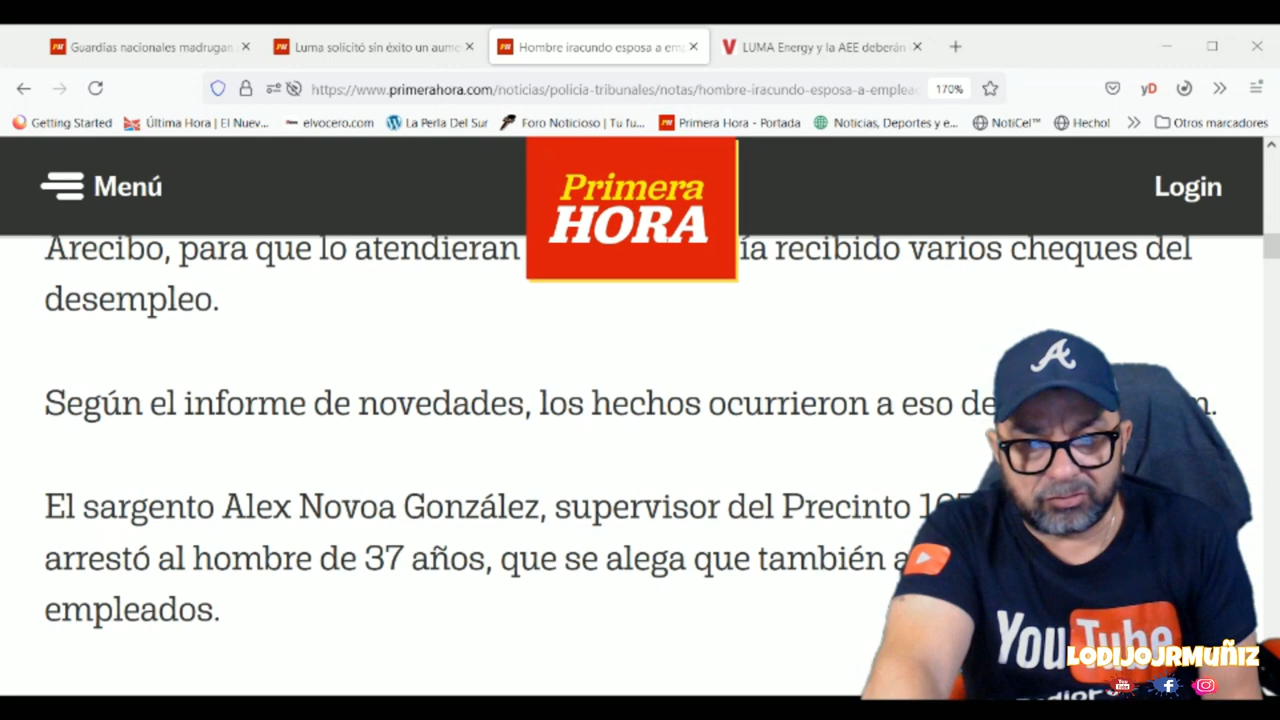 Guardias nacionales madrugan
Luma solicitó sin éxito un aume
Hombre iracundo esposa a em
LUMA Energy y la AEE deberán
https://www.primerahora.com/noticias/policia-tribunales/notas/hombre-iracundo-esposa-a-emplea
170%
yD
Getting Started
Última Hora | El Nuev...
elvocero.com
La Perla Del Sur
Foro Noticioso | Tu fu...
Primera Hora - Portada
Noticias, Deportes y e...
NotiCel™
Hechol
Otros marcadores
Menú
Primera
HORA
Login
Arecibo, para que lo atendieran ía recibido varios cheques del
desempleo.
Según el informe de novedades, los hechos ocurrieron a eso de
El sargento Alex Novoa González, supervisor del Precinto
arrestó al hombre de 37 años, que se alega que también a
empleados.
YouTube
LODIJOJRMUÑIZ